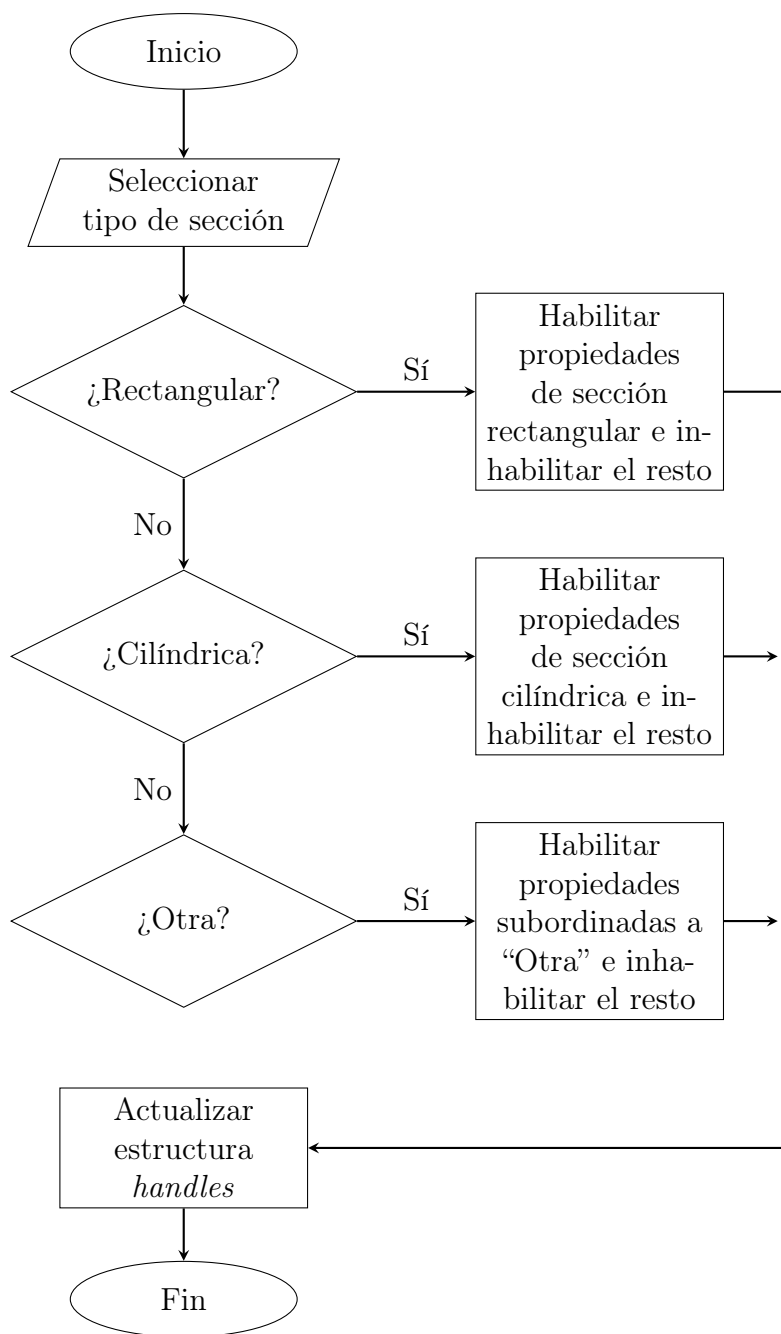 Inicio
Seleccionar
tipo de sección
¿Rectangular?
Sí
Habilitar
propiedades
de sección
rectangular e in-
habilitar el resto
No
¿Cilíndrica?
Sí
Habilitar
propiedades
de sección
cilíndrica e in-
habilitar el resto
No
¿Otra?
Sí
Habilitar
propiedades
subordinadas a
“Otra” e inha-
bilitar el resto
Actualizar
estructura
handles
Fin